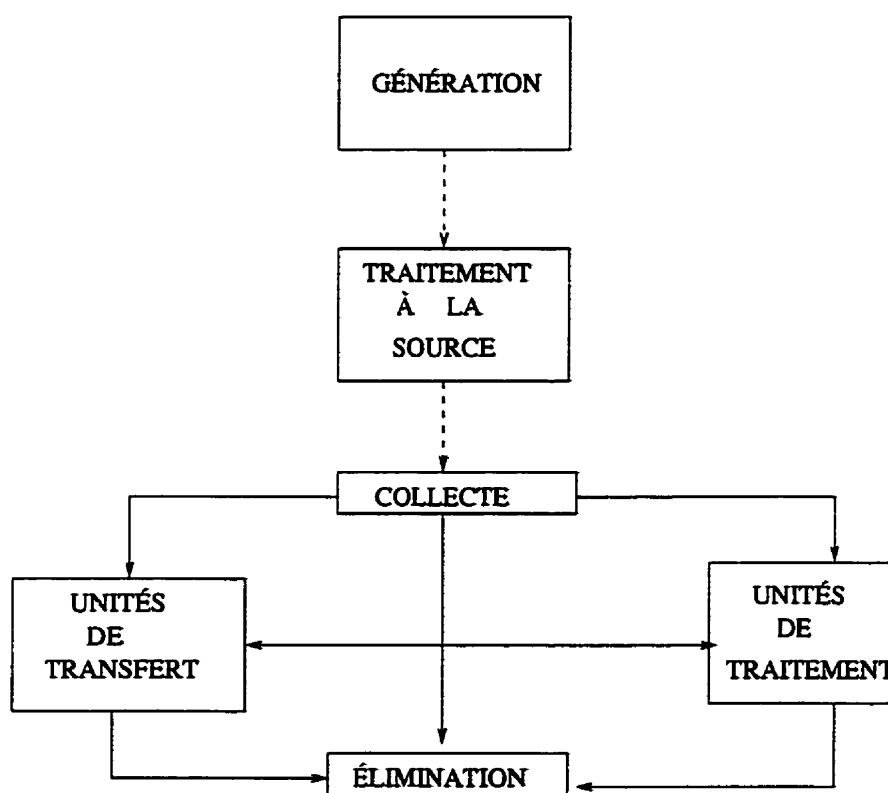 GÉNÉRATION
TRAITEMENT
À LA
SOURCE
COLLECTE
UNITÉS
DE
TRANSFERT
UNITÉS
DE
TRAITEMENT
ÉLIMINATION